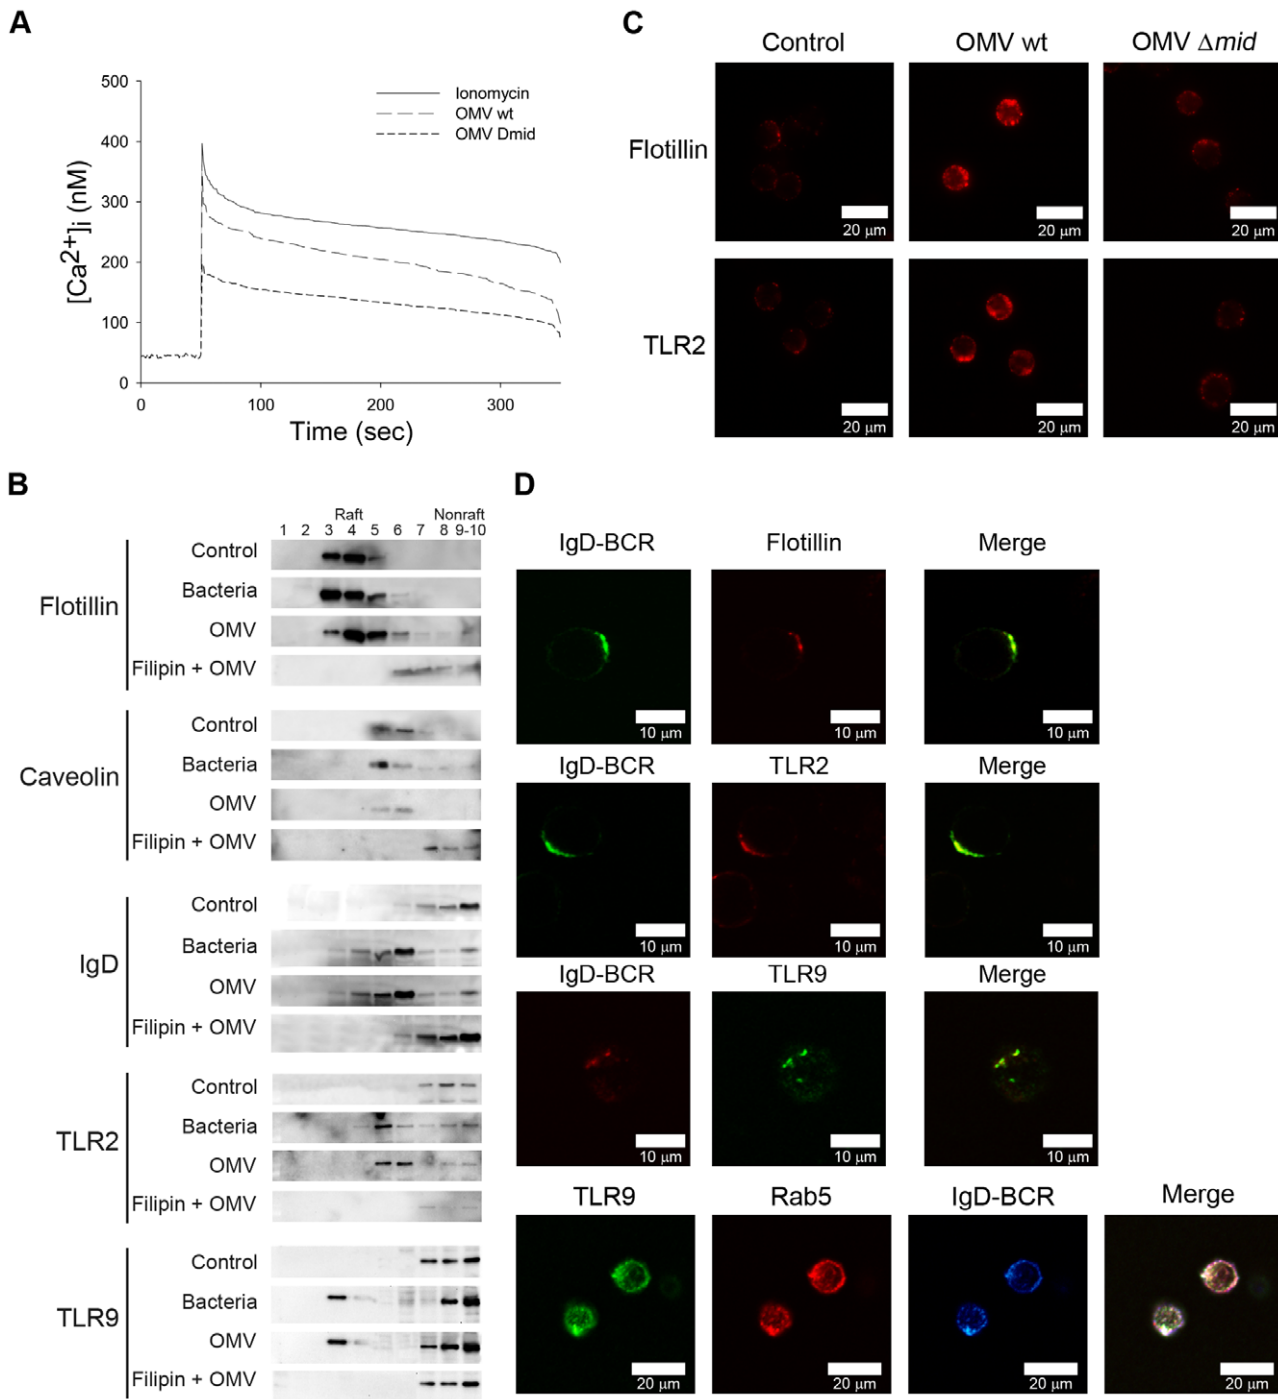 A
500
400
300
200
100
0
[Ca2+]i (nM)
Ionomycin
OMV wt
OMV Dmid
0 100 200 300
Time (sec)
B
Raft Nonraft
1 2 3 4 5 6 7 8 9-10
Flotillin
Control
Bacteria
OMV
Filipin + OMV
Caveolin
Control
Bacteria
OMV
Filipin + OMV
IgD
Control
Bacteria
OMV
Filipin + OMV
TLR2
Control
Bacteria
OMV
Filipin + OMV
TLR9
Control
Bacteria
OMV
Filipin + OMV
C
Control OMV wt OMV Δmid
Flotillin
20 μm 20 μm 20 μm
TLR2
20 μm 20 μm 20 μm
D
IgD-BCR Flotillin Merge
10 μm 10 μm 10 μm
IgD-BCR TLR2 Merge
10 μm 10 μm 10 μm
IgD-BCR TLR9 Merge
10 μm 10 μm 10 μm
TLR9 Rab5 IgD-BCR Merge
20 μm 20 μm 20 μm 20 μm